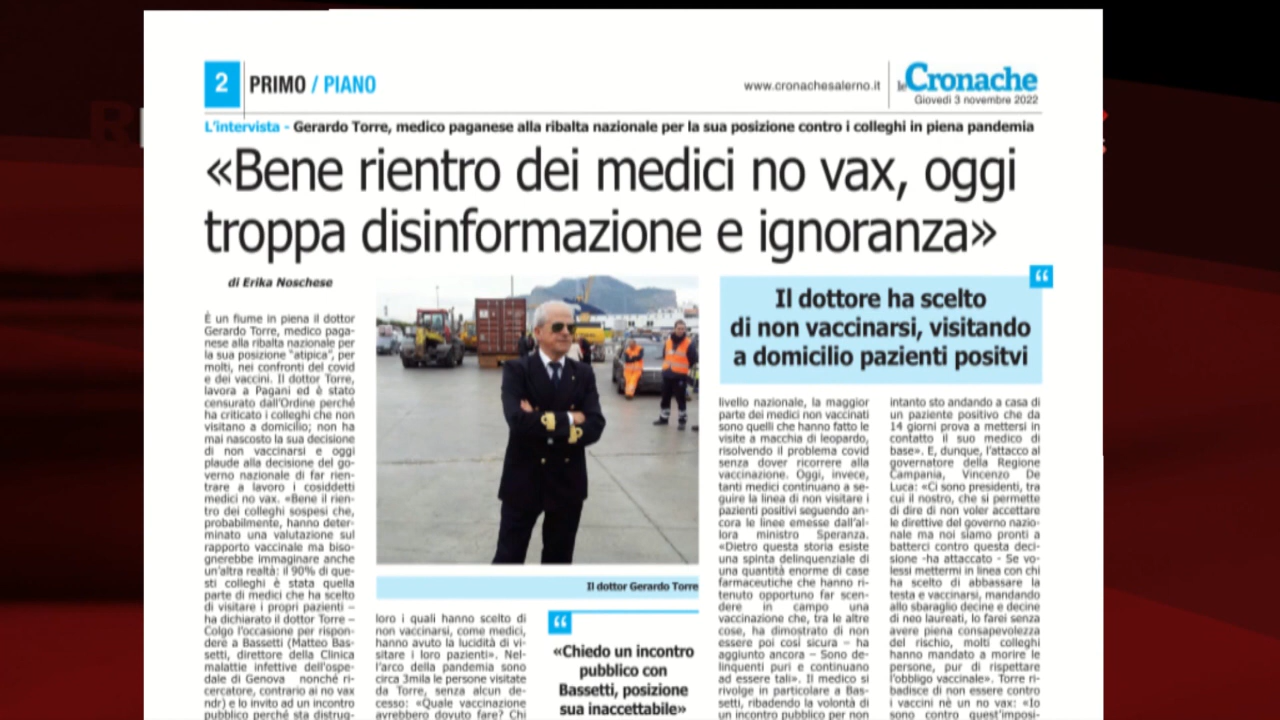 2 PRIMO / PIANO
www.cronachesalerno.it
le Cronache
Giovedì 3 novembre 2022
L'intervista - Gerardo Torre, medico paganese alla ribalta nazionale per la sua posizione contro i colleghi in piena pandemia
«Bene rientro dei medici no vax, oggi
troppa disinformazione e ignoranza»
di Erika Noschese
È un fiume in piena il dottor
Gerardo Torre, medico paga-
nese alla ribalta nazionale per
la sua posizione "atipica", per
molti, nei confronti del covid
e dei vaccini. Il dottor Torre,
lavora a Pagani ed è stato
censurato dall'Ordine perché
ha criticato i colleghi che non
visitano a domicilio; non ha
mai nascosto la sua decisione
di non vaccinarsi e oggi
plaude alla decisione del go-
verno nazionale di far rien-
trare a lavoro i cosiddetti
medici no vax. «Bene il rien-
tro dei colleghi sospesi che,
probabilmente, hanno deter-
minato una valutazione sul
rapporto vaccinale ma biso-
gnerebbe immaginare anche
un'altra realtà: il 90% di que-
sti colleghi è stata quella
parte di medici che ha scelto
di visitare i propri pazienti –
ha dichiarato il dottor Torre –
Colgo l'occasione per rispon-
dere a Bassetti (Matteo Bas-
setti, direttore della Clinica
malattie infettive dell'ospe-
dale di Genova nonché ri-
cercatore, contrario ai no vax
ndr) e lo invito ad un incontro
pubblico perché sta distrug-
Il dottor Gerardo Torre
loro i quali hanno scelto di
non vaccinarsi, come medici,
hanno avuto la lucidità di vi-
sitare i loro pazienti». Nel-
l'arco della pandemia sono
circa 3mila le persone visitate
da Torre, senza alcun de-
cesso: «Quale vaccinazione
avrebbero dovuto fare? Chi
“
«Chiedo un incontro
pubblico con
Bassetti, posizione
sua inaccettabile»
“
Il dottore ha scelto
di non vaccinarsi, visitando
a domicilio pazienti positvi
livello nazionale, la maggior
parte dei medici non vaccinati
sono quelli che hanno fatto le
visite a macchia di leopardo,
risolvendo il problema covid
senza dover ricorrere alla
vaccinazione. Oggi, invece,
tanti medici continuano a se-
guire la linea di non visitare i
pazienti positivi seguendo an-
cora le linee emesse dall'al-
lora ministro Speranza.
«Dietro questa storia esiste
una spinta delinquenziale di
una quantità enorme di case
farmaceutiche che hanno ri-
tenuto opportuno far scen-
dere in campo una
vaccinazione che, tra le altre
cose, ha dimostrato di non
essere poi così sicura – ha
aggiunto ancora – Sono de-
linquenti puri e continuano
ad essere tali». Il medico si
rivolge in particolare a Bas-
setti, ribadendo la volontà di
un incontro pubblico per non
intanto sto andando a casa di
un paziente positivo che da
14 giorni prova a mettersi in
contatto il suo medico di
base». E, dunque, l'attacco al
governatore della Regione
Campania, Vincenzo De
Luca: «Ci sono presidenti, tra
cui il nostro, che si permette
di dire di non voler accettare
le direttive del governo nazio-
nale ma noi siamo pronti a
batterci contro questa deci-
sione -ha attaccato - Se vo-
lessi mettermi in linea con chi
ha scelto di abbassare la
testa e vaccinarsi, mandando
allo sbaraglio decine e decine
di neo laureati, lo farei senza
avere piena consapevolezza
del rischio, molti colleghi
hanno mandato a morire le
persone, pur di rispettare
l'obbligo vaccinale». Torre ri-
badisce di non essere contro
i vaccini nè un no vax: «Io
sono contro quest'imposi-